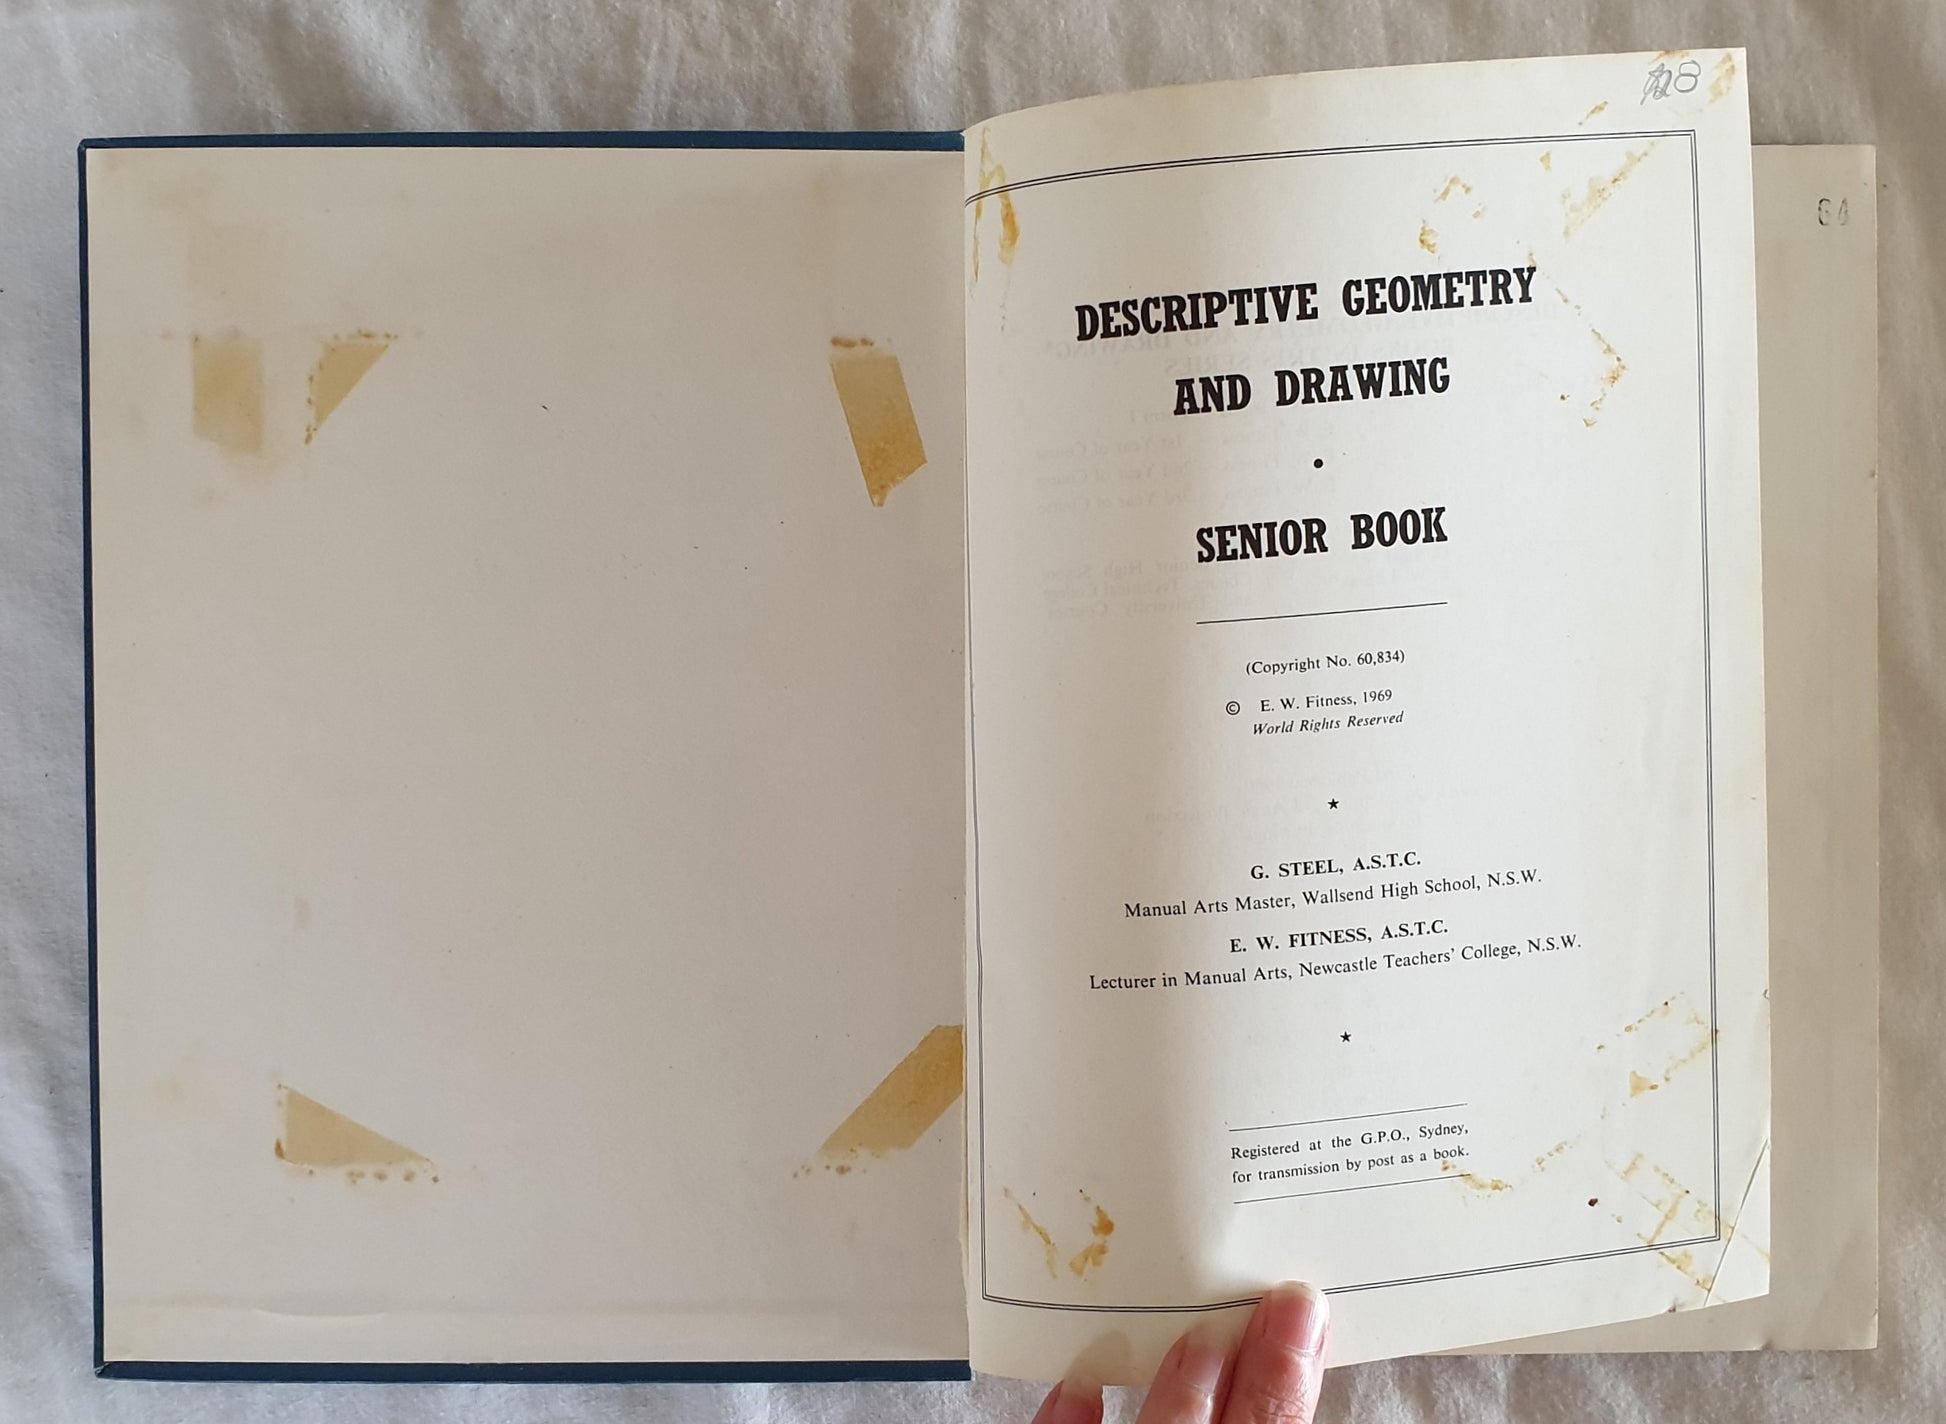 DESCRIPTIVE GEOMETRY
AND DRAWING
•
SENIOR BOOK
(Copyright No. 60,834)
© E. W. Fitness, 1969
World Rights Reserved
★
G. STEEL, A.S.T.C.
Manual Arts Master, Wallsend High School, N.S.W.
E. W. FITNESS, A.S.T.C.
Lecturer in Manual Arts, Newcastle Teachers' College, N.S.W.
★
Registered at the G.P.O., Sydney,
for transmission by post as a book.